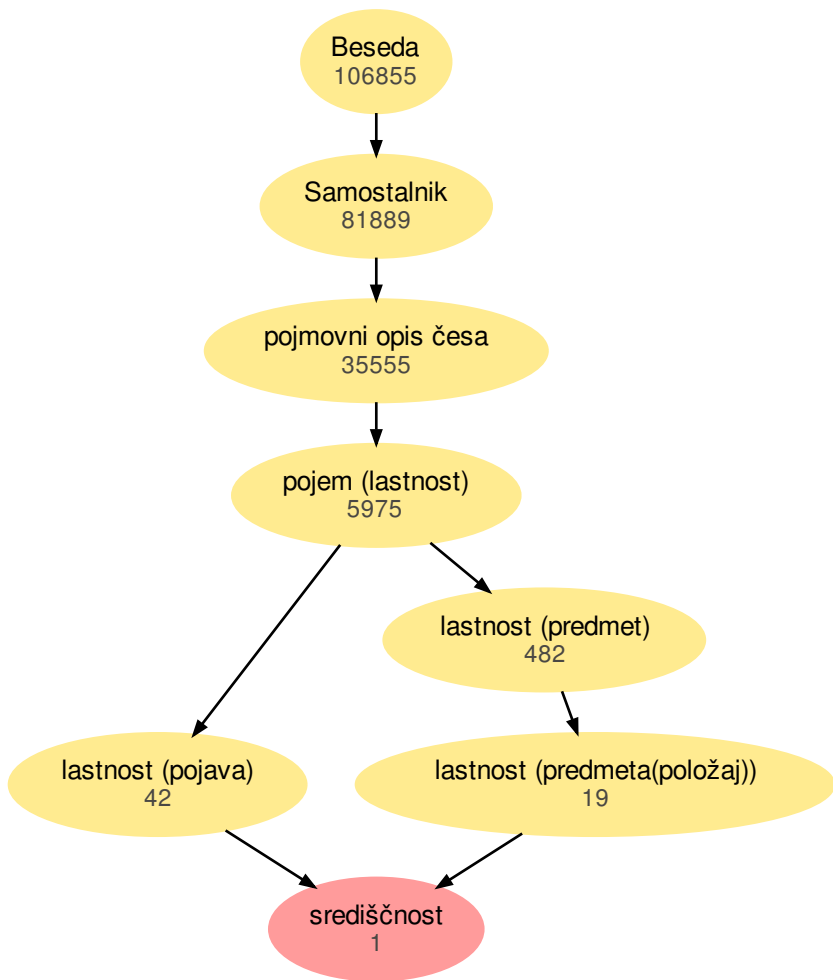 Beseda
106855
Samostalnik
81889
pojmovni opis česa
35555
pojem (lastnost)
5975
lastnost (predmet)
482
lastnost (pojava)
42
lastnost (predmeta(položaj))
19
središčnost
1